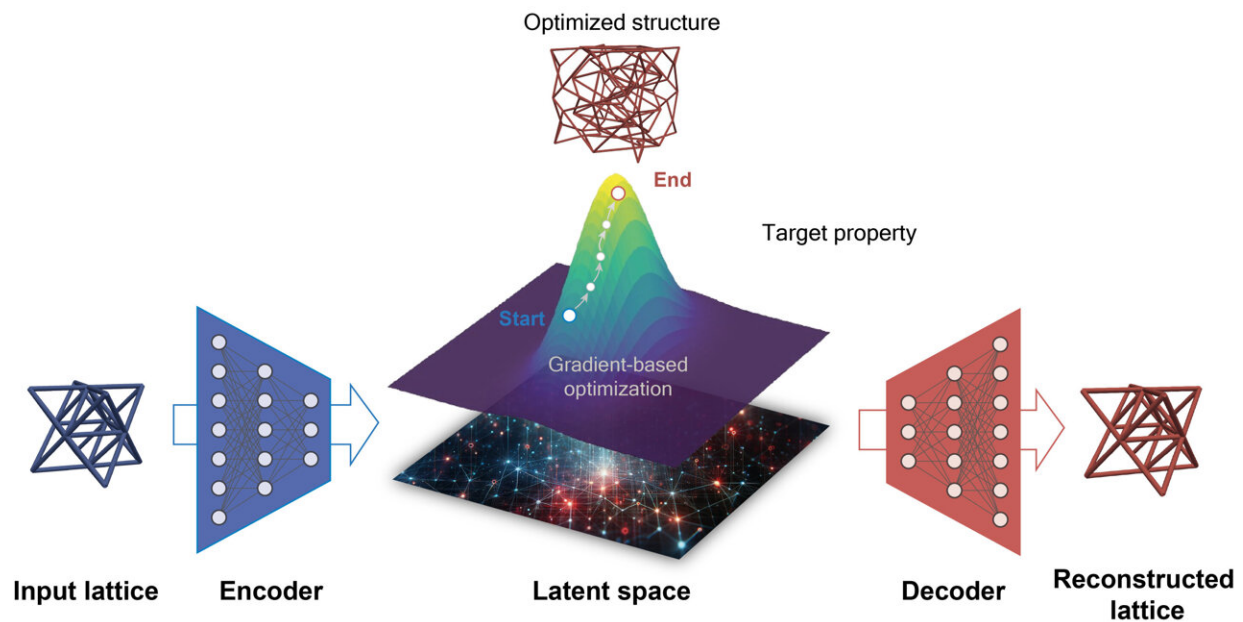 Optimized structure
End
Target property
Start
Gradient-based
optimization
Input lattice
Encoder
Latent space
Decoder
Reconstructed
lattice